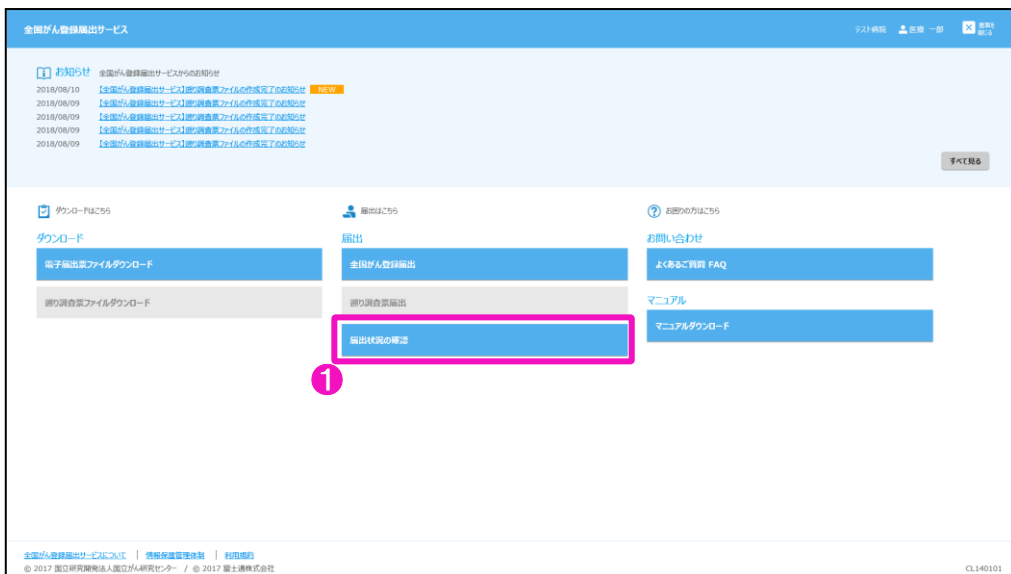 全国がん登録届出サービス
テスト病院 医療 一郎 画面を
閉じる
お知らせ 全国がん登録届出サービスからのお知らせ
2018/08/10 【全国がん登録届出サービス】遡り調査票ファイルの作成完了のお知らせ NEW
2018/08/09 【全国がん登録届出サービス】遡り調査票ファイルの作成完了のお知らせ
2018/08/09 【全国がん登録届出サービス】遡り調査票ファイルの作成完了のお知らせ
2018/08/09 【全国がん登録届出サービス】遡り調査票ファイルの作成完了のお知らせ
2018/08/09 【全国がん登録届出サービス】遡り調査票ファイルの作成完了のお知らせ
すべて見る
ダウンロードはこちら
ダウンロード
電子届出票ファイルダウンロード
遡り調査票ファイルダウンロード
届出はこちら
届出
全国がん登録届出
遡り調査票届出
届出状況の確認
1
お困りの方はこちら
お問い合わせ
よくあるご質問 FAQ
マニュアル
マニュアルダウンロード
全国がん登録届出サービスについて | 情報保護管理体制 | 利用規約
© 2017 国立研究開発法人国立がん研究センター / © 2017 富士通株式会社
CL140101